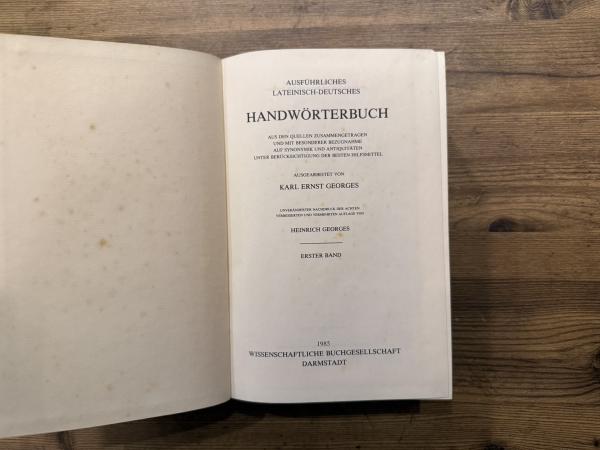 AUSFÜHRLICHES
LATEINISCH-DEUTSCHES
HANDWÖRTERBUCH
AUS DEN QUELLEN ZUSAMMENGETRAGEN
UND MIT BESONDERER BEZUGNAHME
AUF SYNONYMIK UND ANTIQUITÄTEN
UNTER BERÜCKSICHTIGUNG DER BESTEN HILFSMITTEL
AUSGEARBEITET VON
KARL ERNST GEORGES
UNVERÄNDERTER NACHDRUCK DER ACHTEN
VERBESSERTEN UND VERMEHRTEN AUFLAGE VON
HEINRICH GEORGES
ERSTER BAND
1985
WISSENSCHAFTLICHE BUCHGESELLSCHAFT
DARMSTADT